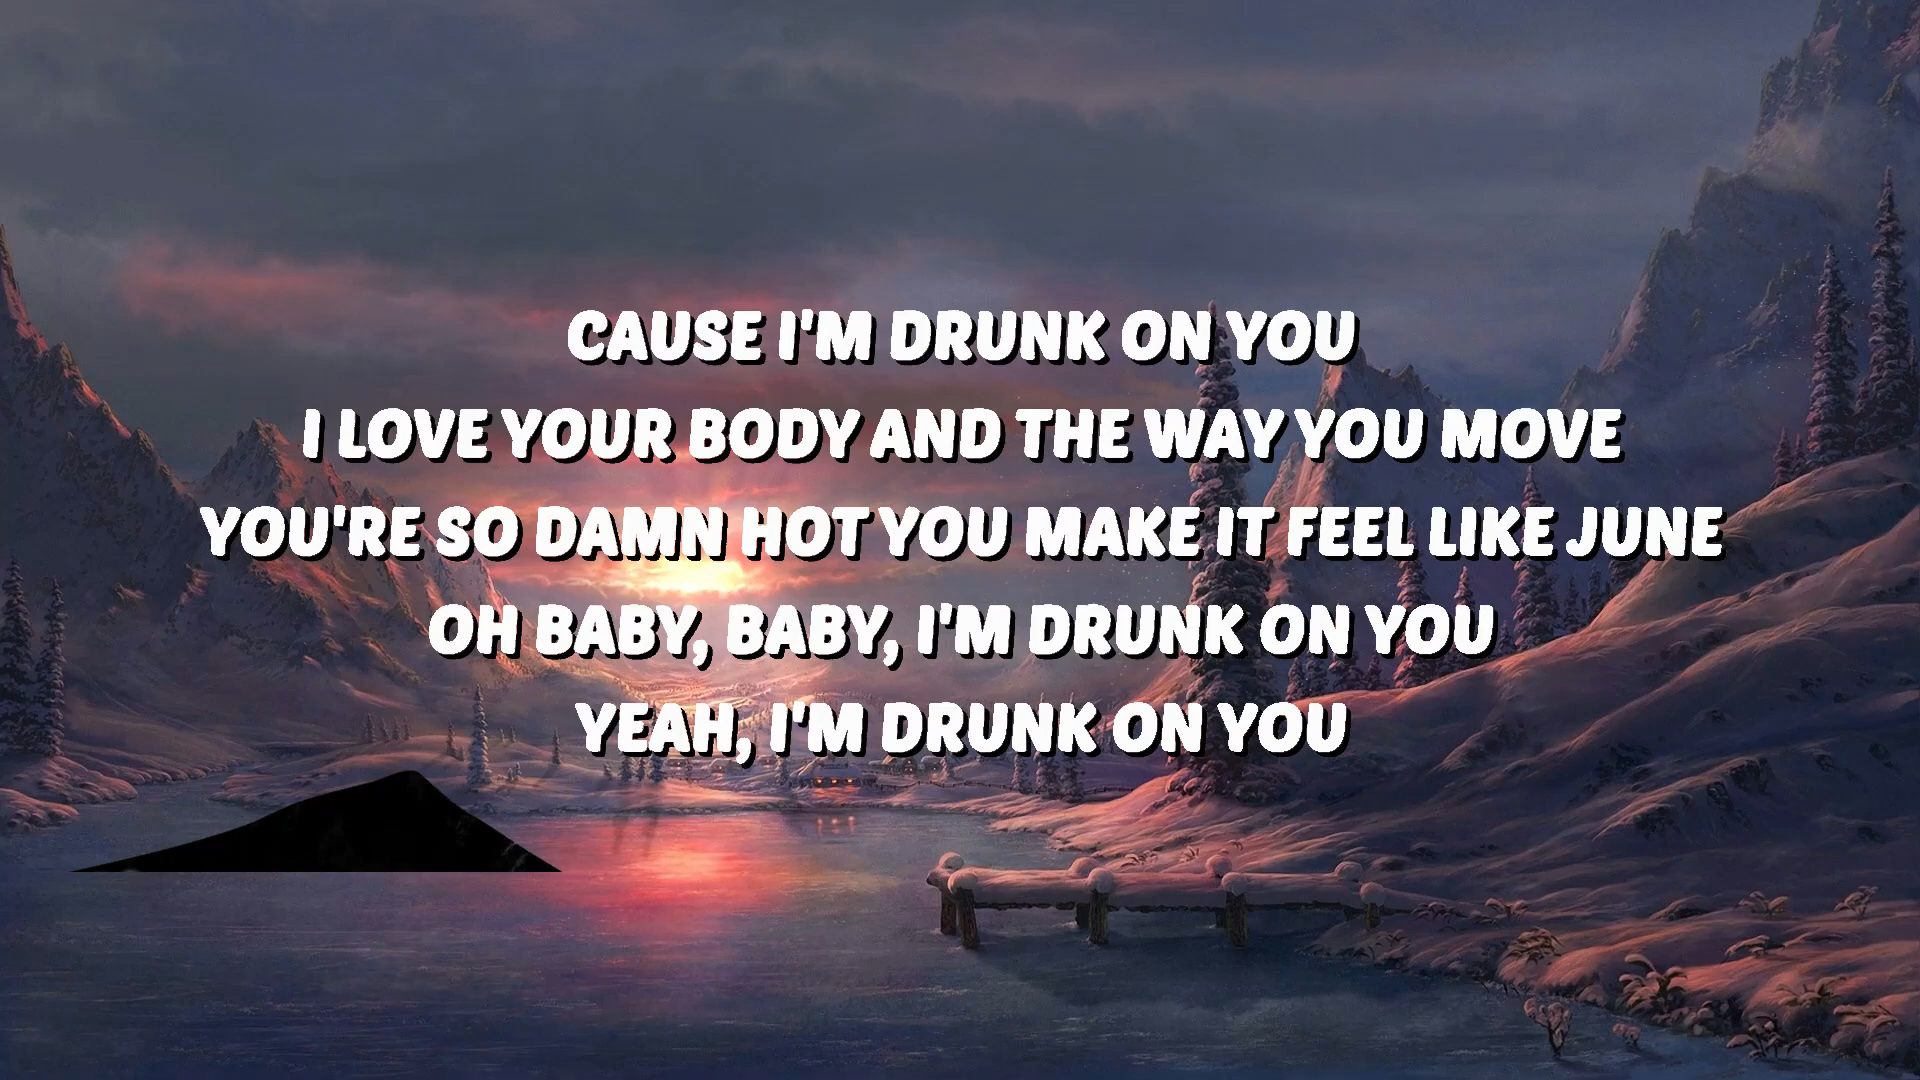 CAUSE I'M DRUNK ON YOU
I LOVE YOUR BODY AND THE WAY YOU MOVE
YOU'RE SO DAMN HOT YOU MAKE IT FEEL LIKE JUNE
OH BABY, BABY, I'M DRUNK ON YOU
YEAH, I'M DRUNK ON YOU